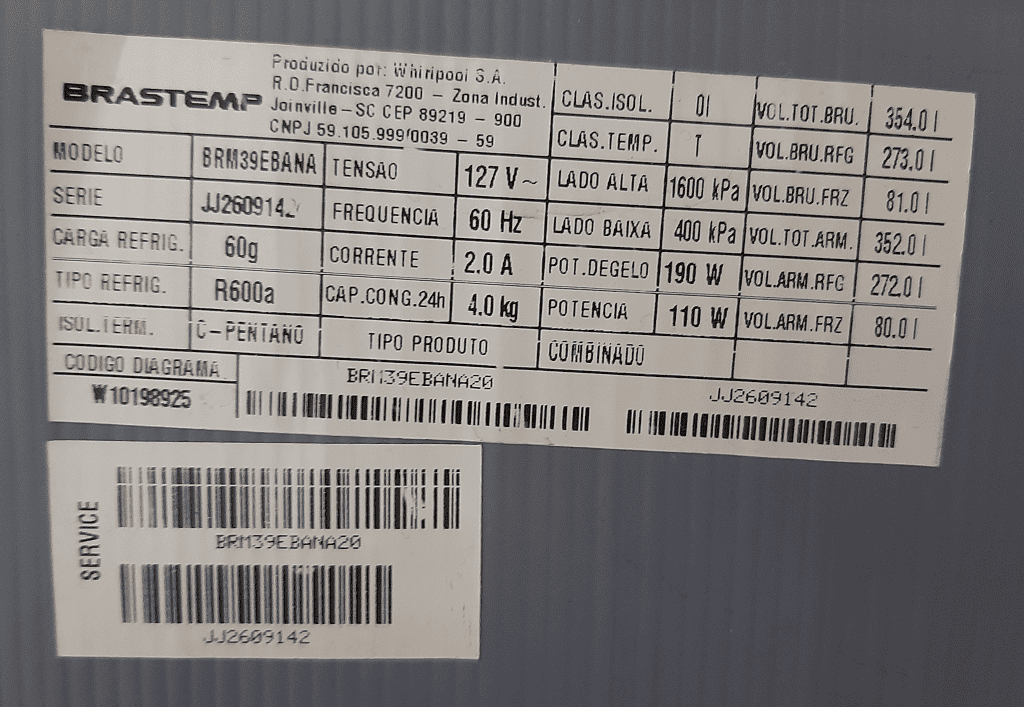 BRASTEMP
Produzido por: Whirlpool S.A.
R.D.Francisca 7200 - Zona Indust.
Joinville-SC CEP 89219 - 900
CNPJ 59.105.999/0039 - 59
CLAS.ISOL. 0I VOL.TOT.BRU. 354.0 l
CLAS.TEMP. T VOL.BRU.RFG 273.0 l
MODELO BRM39EBANA TENSAO 127 V~ LADO ALTA 1600 kPa VOL.BRU.FRZ 81.0 l
SERIE JJ2609142 FREQUENCIA 60 Hz LADO BAIXA 400 kPa VOL.TOT.ARM. 352.0 l
CARGA REFRIG. 60g CORRENTE 2.0 A POT.DEGELO 190 W VOL.ARM.RFG 272.0 l
TIPO REFRIG. R600a CAP.CONG.24h 4.0 kg POTENCIA 110 W VOL.ARM.FRZ 80.0 l
ISOL.TERM. C-PENTANO TIPO PRODUTO COMBINADO
CODIGO DIAGRAMA
W10198925
BRM39EBANA20
JJ2609142
SERVICE
BRM39EBANA20
JJ2609142